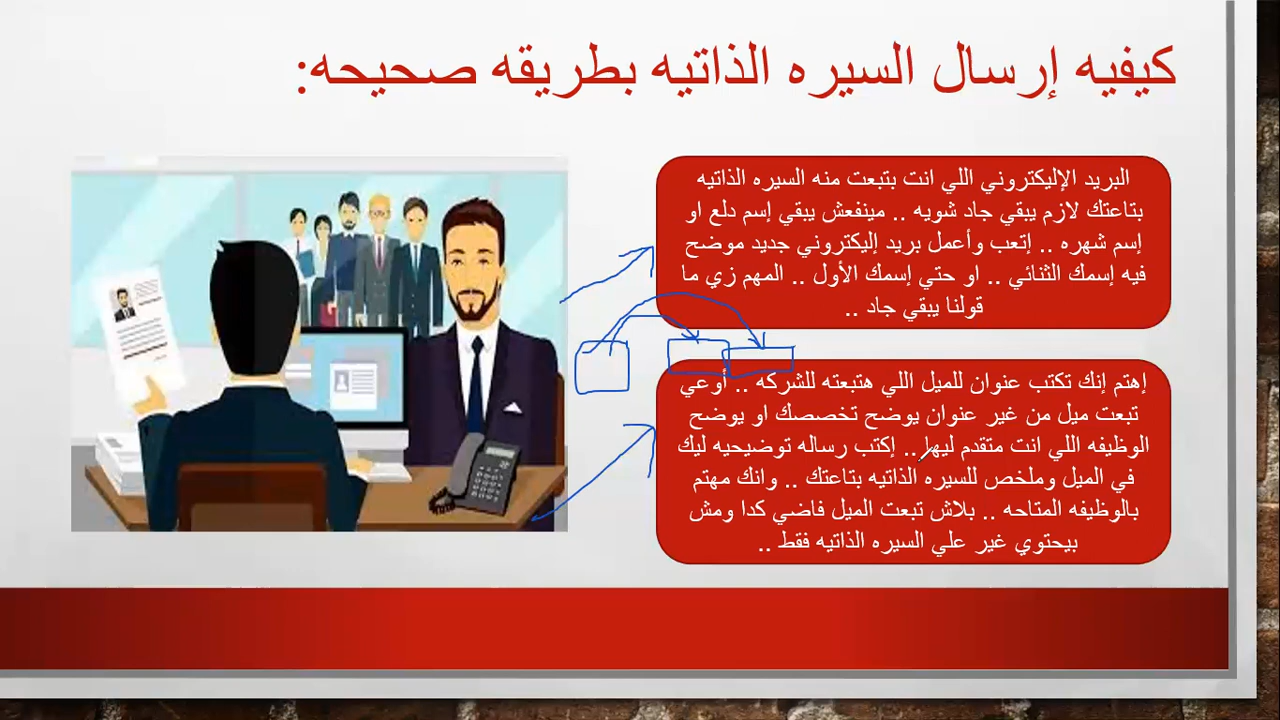 كيفيه إرسال السيره الذاتيه بطريقه صحيحه:
البريد الإليكتروني اللي انت بتبعت منه السيره الذاتيه
بتاعتك لازم يبقي جاد شويه .. مينفعش يبقي إسم دلع او
إسم شهره .. إتعب وأعمل بريد إليكتروني جديد موضح
فيه إسمك الثنائي .. او حتي إسمك الأول .. المهم زي ما
قولنا يبقي جاد ..
إهتم إنك تكتب عنوان للميل اللي هتبعته للشركه .. أوعي
تبعت ميل من غير عنوان يوضح تخصصك او يوضح
الوظيفه اللي انت متقدم ليها .. إكتب رساله توضيحيه ليك
في الميل وملخص للسيره الذاتيه بتاعتك .. وانك مهتم
بالوظيفه المتاحه .. بلاش تبعت الميل فاضي كدا ومش
بيحتوي غير علي السيره الذاتيه فقط ..